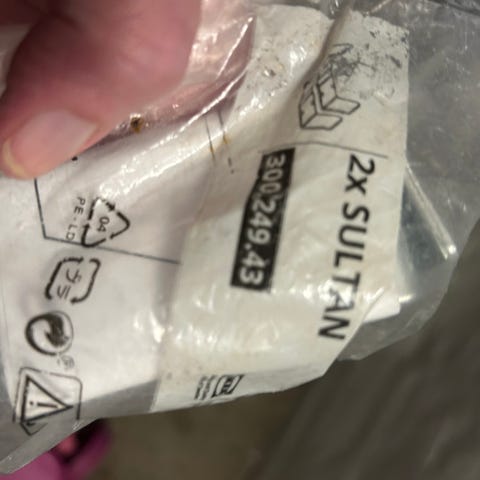 2x SULTAN
300.249.43
04
PE-LD